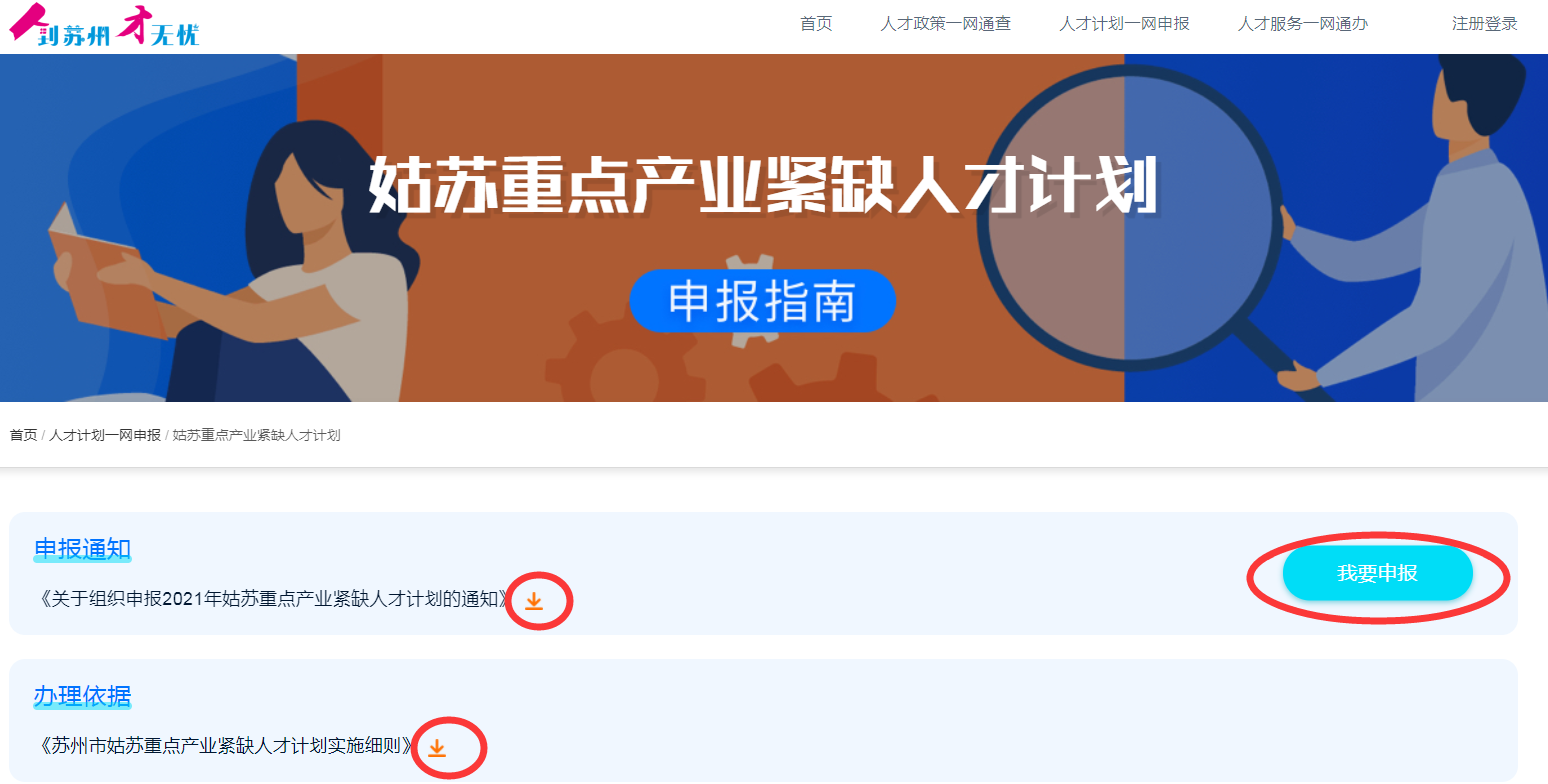 人到苏州才无忧
首页 人才政策一网通查 人才计划一网申报 人才服务一网通办 注册登录
姑苏重点产业紧缺人才计划
申报指南
首页 / 人才计划一网申报 / 姑苏重点产业紧缺人才计划
申报通知
我要申报
《关于组织申报2021年姑苏重点产业紧缺人才计划的通知》
办理依据
《苏州市姑苏重点产业紧缺人才计划实施细则》